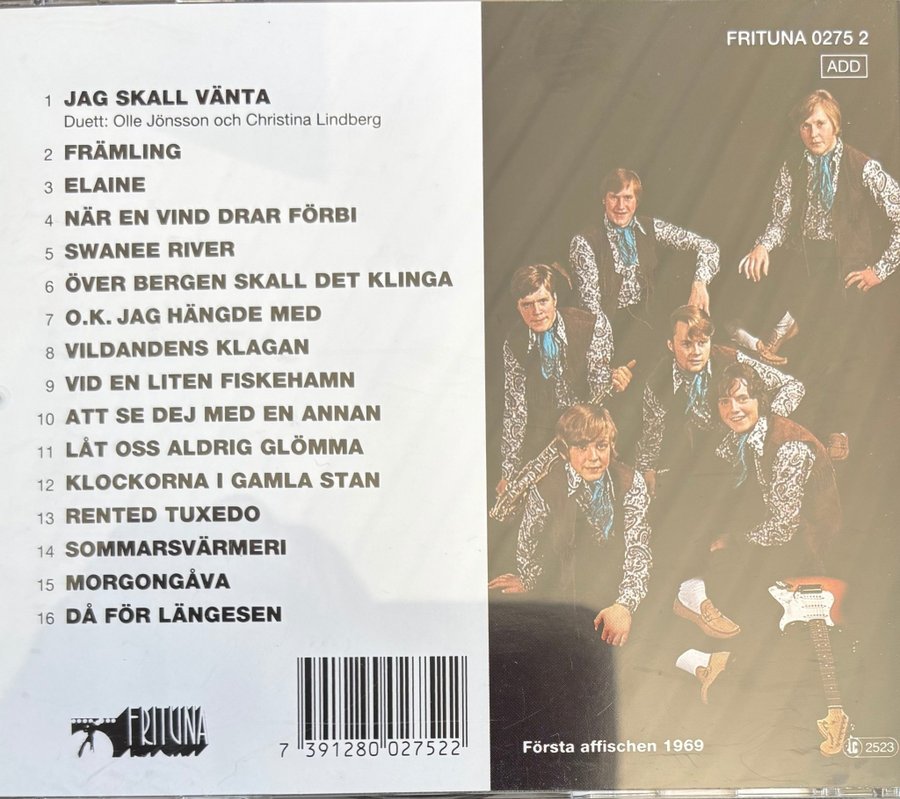 1 JAG SKALL VÄNTA
Duett: Olle Jönsson och Christina Lindberg
2 FRÄMLING
3 ELAINE
4 NÄR EN VIND DRAR FÖRBI
5 SWANEE RIVER
6 ÖVER BERGEN SKALL DET KLINGA
7 O.K. JAG HÄNGDE MED
8 VILDANDENS KLAGAN
9 VID EN LITEN FISKEHAMN
10 ATT SE DEJ MED EN ANNAN
11 LÅT OSS ALDRIG GLÖMMA
12 KLOCKORNA I GAMLA STAN
13 RENTED TUXEDO
14 SOMMARSVÄRMERI
15 MORGONGÅVA
16 DÅ FÖR LÄNGESEN
FRITUNA
7 391280 027522
FRITUNA 0275 2
ADD
Första affischen 1969
LC 2523